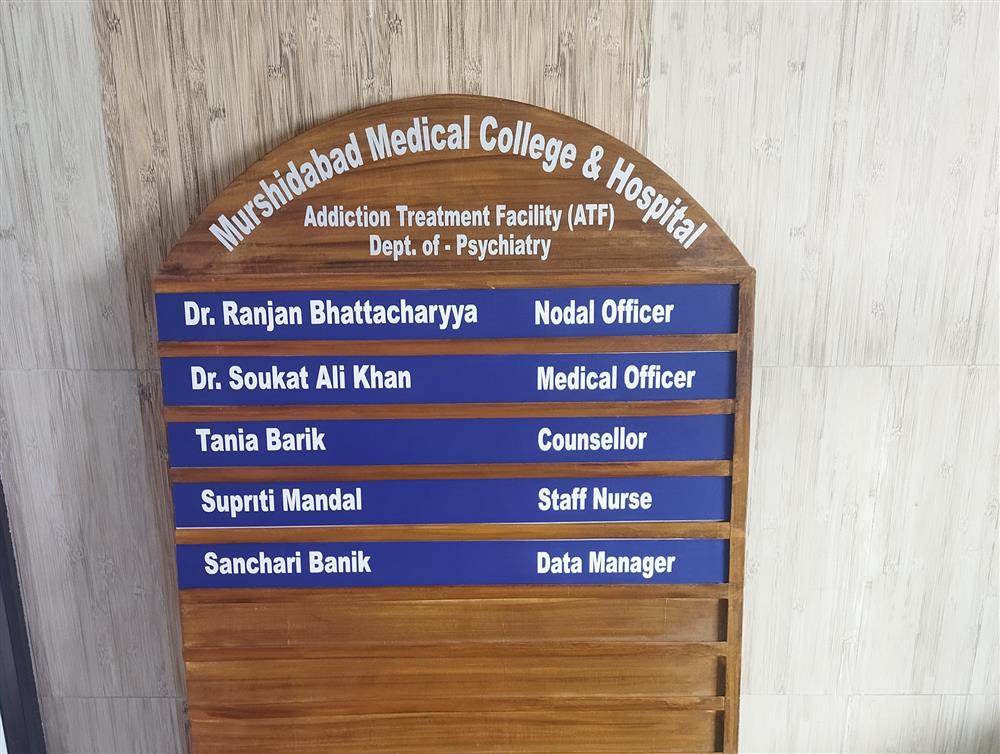 Murshidabad Medical College & Hospital
Addiction Treatment Facility (ATF)
Dept. of - Psychiatry
Dr. Ranjan Bhattacharyya Nodal Officer
Dr. Soukat Ali Khan Medical Officer
Tania Barik Counsellor
Supriti Mandal Staff Nurse
Sanchari Banik Data Manager